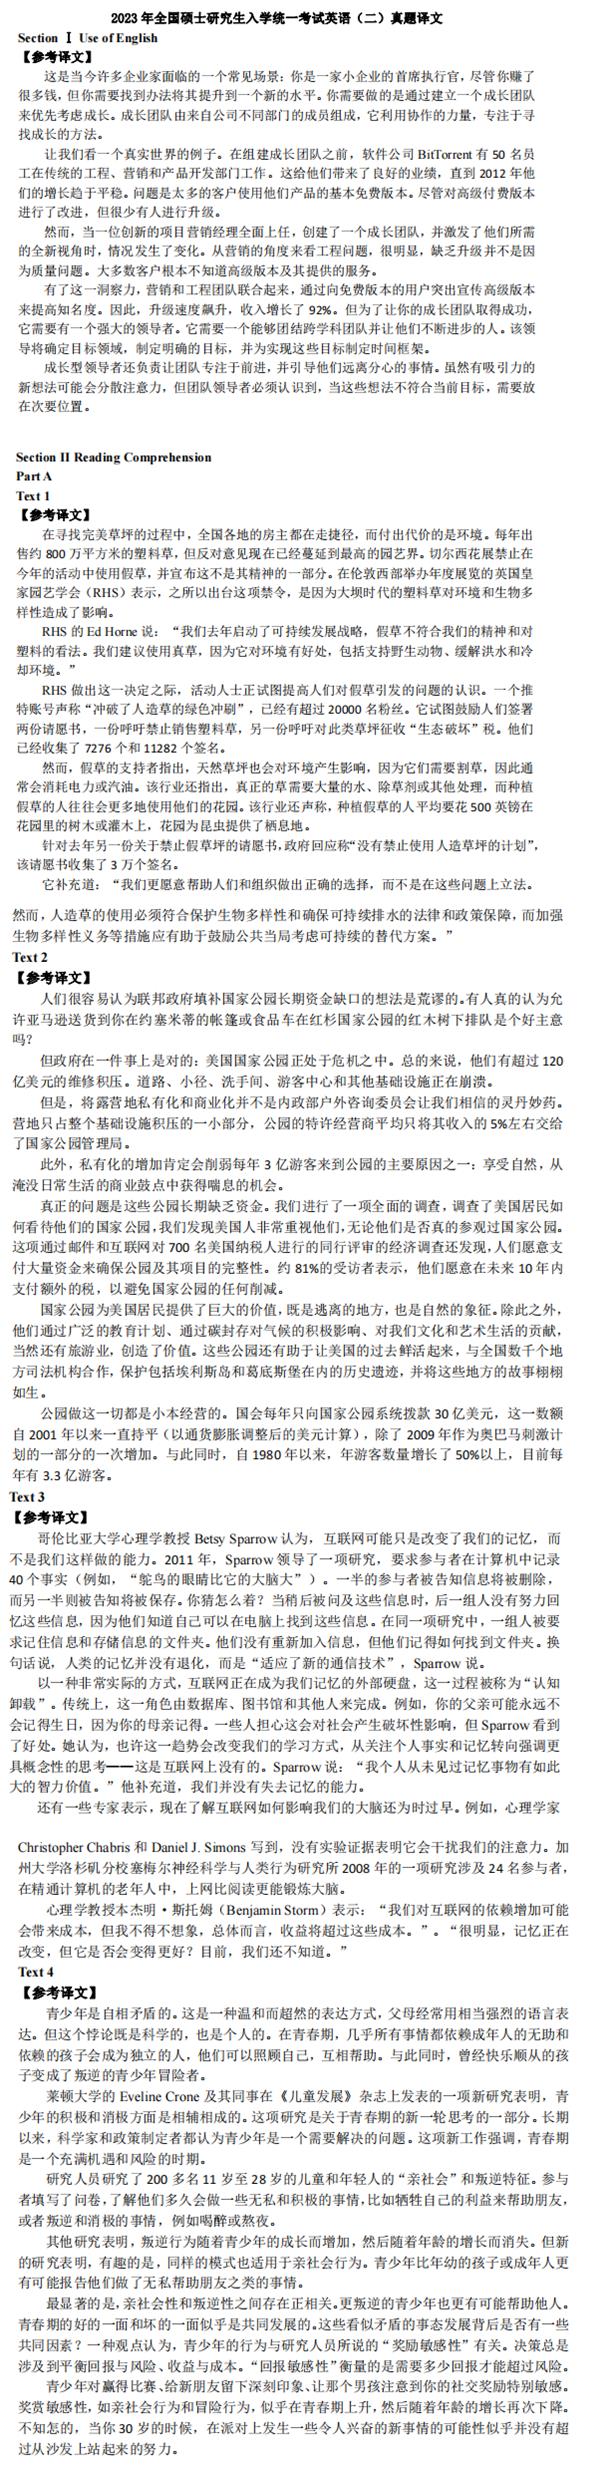 2023 年全国硕士研究生入学统一考试英语（二）真题译文
Section Ⅰ Use of English
【参考译文】
这是当今许多企业家面临的一个常见场景：你是一家小企业的首席执行官，尽管你赚了
很多钱，但你需要找到办法将其提升到一个新的水平。你需要做的是通过建立一个成长团队
来优先考虑成长。成长团队由来自公司不同部门的成员组成，它利用协作的力量，专注于寻
找成长的方法。
让我们看一个真实世界的例子。在组建成长团队之前，软件公司 BitTorrent 有 50 名员
工在传统的工程、营销和产品开发部门工作。这给他们带来了良好的业绩，直到 2012 年他
们的增长趋于平稳。问题是太多的客户使用他们产品的基本免费版本。尽管对高级付费版本
进行了改进，但很少有人进行升级。
然而，当一位创新的项目营销经理全面上任，创建了一个成长团队，并激发了他们所需
的全新视角时，情况发生了变化。从营销的角度来看工程问题，很明显，缺乏升级并不是因
为质量问题。大多数客户根本不知道高级版本及其提供的服务。
有了这一洞察力，营销和工程团队联合起来，通过向免费版本的用户突出宣传高级版本
来提高知名度。因此，升级速度飙升，收入增长了 92%。但为了让你的成长团队取得成功，
它需要有一个强大的领导者。它需要一个能够团结跨学科团队并让他们不断进步的人。该领
导将确定目标领域，制定明确的目标，并为实现这些目标制定时间框架。
成长型领导者还负责让团队专注于前进，并引导他们远离分心的事情。虽然有吸引力的
新想法可能会分散注意力，但团队领导者必须认识到，当这些想法不符合当前目标，需要放
在次要位置。
Section II Reading Comprehension
Part A
Text 1
【参考译文】
在寻找完美草坪的过程中，全国各地的房主都在走捷径，而付出代价的是环境。每年出
售约 800 万平方米的塑料草，但反对意见现在已经蔓延到最高的园艺界。切尔西花展禁止在
今年的活动中使用假草，并宣布这不是其精神的一部分。在伦敦西部举办年度展览的英国皇
家园艺学会（RHS）表示，之所以出台这项禁令，是因为大坝时代的塑料草对环境和生物多
样性造成了影响。
RHS 的 Ed Horne 说：“我们去年启动了可持续发展战略，假草不符合我们的精神和对
塑料的看法。我们建议使用真草，因为它对环境有好处，包括支持野生动物、缓解洪水和冷
却环境。”
RHS 做出这一决定之际，活动人士正试图提高人们对假草引发的问题的认识。一个推
特账号声称“冲破了人造草的绿色冲刷”，已经有超过 20000 名粉丝。它试图鼓励人们签署
两份请愿书，一份呼吁禁止销售塑料草，另一份呼吁对此类草坪征收“生态破坏”税。他们
已经收集了 7276 个和 11282 个签名。
然而，假草的支持者指出，天然草坪也会对环境产生影响，因为它们需要割草，因此通
常会消耗电力或汽油。该行业还指出，真正的草需要大量的水、除草剂或其他处理，而种植
假草的人往往会更多地使用他们的花园。该行业还声称，种植假草的人平均要花 500 英镑在
花园里的树木或灌木上，花园为昆虫提供了栖息地。
针对去年另一份关于禁止假草坪的请愿书，政府回应称“没有禁止使用人造草坪的计划”，
该请愿书收集了 3 万个签名。
它补充道：“我们更愿意帮助人们和组织做出正确的选择，而不是在这些问题上立法。
然而，人造草的使用必须符合保护生物多样性和确保可持续排水的法律和政策保障，而加强
生物多样性义务等措施应有助于鼓励公共当局考虑可持续的替代方案。”
Text 2
【参考译文】
人们很容易认为联邦政府填补国家公园长期资金缺口的想法是荒谬的。有人真的认为允
许亚马逊送货到你在约塞米蒂的帐篷或食品车在红杉国家公园的红木树下排队是个好主意
吗？
但政府在一件事上是对的：美国国家公园正处于危机之中。总的来说，他们有超过 120
亿美元的维修积压。道路、小径、洗手间、游客中心和其他基础设施正在崩溃。
但是，将露营地私有化和商业化并不是内政部户外咨询委员会让我们相信的灵丹妙药。
营地只占整个基础设施积压的一小部分，公园的特许经营商平均只将其收入的 5%左右交给
了国家公园管理局。
此外，私有化的增加肯定会削弱每年 3 亿游客来到公园的主要原因之一：享受自然，从
淹没日常生活的商业鼓点中获得喘息的机会。
真正的问题是这些公园长期缺乏资金。我们进行了一项全面的调查，调查了美国居民如
何看待他们的国家公园，我们发现美国人非常重视他们，无论他们是否真的参观过国家公园。
这项通过邮件和互联网对 700 名美国纳税人进行的同行评审的经济调查还发现，人们愿意支
付大量资金来确保公园及其项目的完整性。约 81%的受访者表示，他们愿意在未来 10 年内
支付额外的税，以避免国家公园的任何削减。
国家公园为美国居民提供了巨大的价值，既是逃离的地方，也是自然的象征。除此之外，
他们通过广泛的教育计划、通过碳封存对气候的积极影响、对我们文化和艺术生活的贡献，
当然还有旅游业，创造了价值。这些公园还有助于让美国的过去鲜活起来，与全国数千个地
方司法机构合作，保护包括埃利斯岛和葛底斯堡在内的历史遗迹，并将这些地方的故事栩栩
如生。
公园做这一切都是小本经营的。国会每年只向国家公园系统拨款 30 亿美元，这一数额
自 2001 年以来一直持平（以通货膨胀调整后的美元计算），除了 2009 年作为奥巴马刺激计
划的一部分的一次增加。与此同时，自 1980 年以来，年游客数量增长了 50%以上，目前每
年有 3.3 亿游客。
Text 3
【参考译文】
哥伦比亚大学心理学教授 Betsy Sparrow 认为，互联网可能只是改变了我们的记忆，而
不是我们这样做的能力。2011 年，Sparrow 领导了一项研究，要求参与者在计算机中记录
40 个事实（例如，“鸵鸟的眼睛比它的大脑大”）。一半的参与者被告知信息将被删除，
而另一半则被告知将被保存。你猜怎么着？当稍后被问及这些信息时，后一组人没有努力回
忆这些信息，因为他们知道自己可以在电脑上找到这些信息。在同一项研究中，一组人被要
求记住信息和存储信息的文件夹。他们没有重新加入信息，但他们记得如何找到文件夹。换
句话说，人类的记忆并没有退化，而是“适应了新的通信技术”，Sparrow 说。
以一种非常实际的方式，互联网正在成为我们记忆的外部硬盘，这一过程被称为“认知
卸载”。传统上，这一角色由数据库、图书馆和其他人来完成。例如，你的父亲可能永远不
会记得生日，因为你的母亲记得。一些人担心这会对社会产生破坏性影响，但 Sparrow 看到
了好处。她认为，也许这一趋势会改变我们的学习方式，从关注个人事实和记忆转向强调更
具概念性的思考——这是互联网上没有的。Sparrow 说：“我个人从未见过记忆事物有如此
大的智力价值。”他补充道，我们并没有失去记忆的能力。
还有一些专家表示，现在了解互联网如何影响我们的大脑还为时过早。例如，心理学家
Christopher Chabris 和 Daniel J. Simons 写到，没有实验证据表明它会干扰我们的注意力。加
州大学洛杉矶分校塞梅尔神经科学与人类行为研究所 2008 年的一项研究涉及 24 名参与者，
在精通计算机的老年人中，上网比阅读更能锻炼大脑。
心理学教授本杰明·斯托姆（Benjamin Storm）表示：“我们对互联网的依赖增加可能
会带来成本，但我不得不想象，总体而言，收益将超过这些成本。”。“很明显，记忆正在
改变，但它是否会变得更好？目前，我们还不知道。”
Text 4
【参考译文】
青少年是自相矛盾的。这是一种温和而超然的表达方式，父母经常用相当强烈的语言表
达。但这个悖论既是科学的，也是个人的。在青春期，几乎所有事情都依赖成年人的无助和
依赖的孩子会成为独立的人，他们可以照顾自己，互相帮助。与此同时，曾经快乐顺从的孩
子变成了叛逆的青少年冒险者。
莱顿大学的 Eveline Crone 及其同事在《儿童发展》杂志上发表的一项新研究表明，青
少年的积极和消极方面是相辅相成的。这项研究是关于青春期的新一轮思考的一部分。长期
以来，科学家和政策制定者都认为青少年是一个需要解决的问题。这项新工作强调，青春期
是一个充满机遇和风险的时期。
研究人员研究了 200 多名 11 岁至 28 岁的儿童和年轻人的“亲社会”和叛逆特征。参与
者填写了问卷，了解他们多久会做一些无私和积极的事情，比如牺牲自己的利益来帮助朋友，
或者叛逆和消极的事情，例如喝醉或熬夜。
其他研究表明，叛逆行为随着青少年的成长而增加，然后随着年龄的增长而消失。但新
的研究表明，有趣的是，同样的模式也适用于亲社会行为。青少年比年幼的孩子或成年人更
有可能报告他们做了无私帮助朋友之类的事情。
最显著的是，亲社会性和叛逆性之间存在正相关。更叛逆的青少年也更有可能帮助他人。
青春期的好的一面和坏的一面似乎是共同发展的。这些看似矛盾的事态发展背后是否有一些
共同因素？一种观点认为，青少年的行为与研究人员所说的“奖励敏感性”有关。决策总是
涉及到平衡回报与风险、收益与成本。“回报敏感性”衡量的是需要多少回报才能超过风险。
青少年对赢得比赛、给新朋友留下深刻印象、让那个男孩注意到你的社交奖励特别敏感。
奖赏敏感性，如亲社会行为和冒险行为，似乎在青春期上升，然后随着年龄的增长再次下降。
不知怎的，当你 30 岁的时候，在派对上发生一些令人兴奋的新事情的可能性似乎并没有超
过从沙发上站起来的努力。